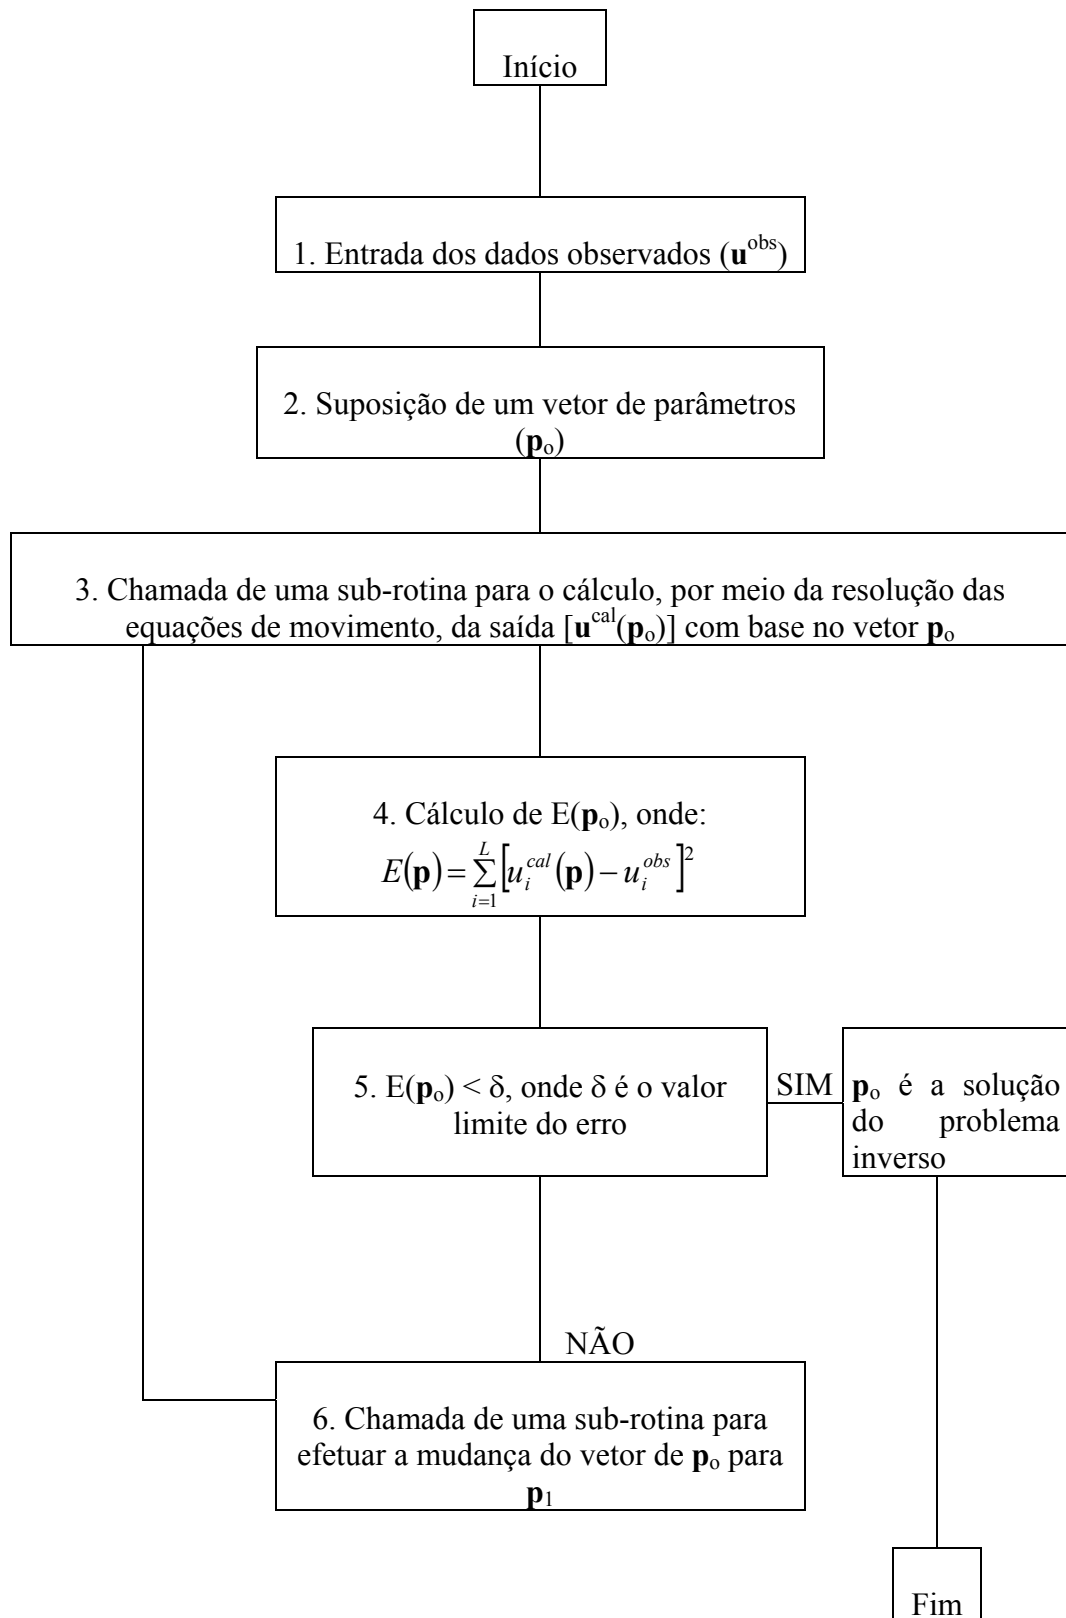 Início
1. Entrada dos dados observados (u^obs)
2. Suposição de um vetor de parâmetros
(p_o)
3. Chamada de uma sub-rotina para o cálculo, por meio da resolução das
equações de movimento, da saída [u^cal(p_o)] com base no vetor p_o
4. Cálculo de E(p_o), onde:
E(p) = \sum_{i=1}^{L} [u_i^{cal}(p) − u_i^{obs}]^2
5. E(p_o) < δ, onde δ é o valor
limite do erro
SIM
p_o é a solução
do problema
inverso
NÃO
6. Chamada de uma sub-rotina para
efetuar a mudança do vetor de p_o para
p_1
Fim